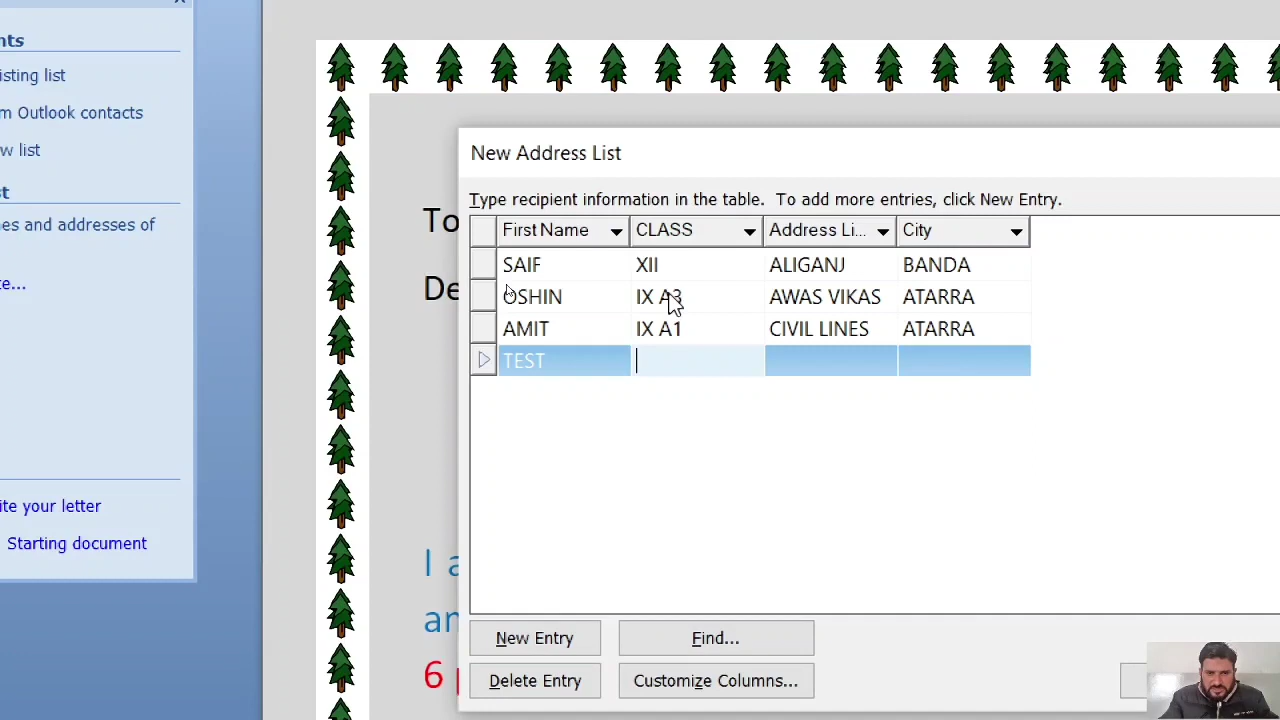 nts
isting list
m Outlook contacts
w list
t
es and addresses of
e...
ite your letter
Starting document
To
De
I a
an
6
New Address List
Type recipient information in the table. To add more entries, click New Entry.
First Name CLASS Address Li... City
SAIF XII ALIGANJ BANDA
OSHIN IX A3 AWAS VIKAS ATARRA
AMIT IX A1 CIVIL LINES ATARRA
TEST
New Entry Find...
Delete Entry Customize Columns...